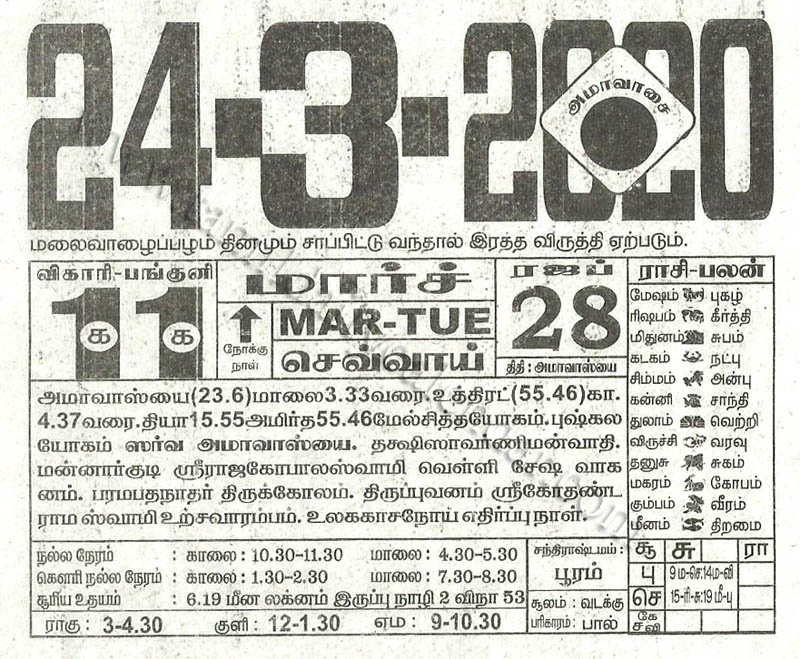 24-3-2020
அமாவாசை
மலைவாழைப்பழம் தினமும் சாப்பிட்டு வந்தால் இரத்த விருத்தி ஏற்படும்.
விகாரி-பங்குனி
11
க க
மார்ச்
நோக்கு நாள்
MAR-TUE
செவ்வாய்
ரஜப்
28
திதி : அமாவாஸ்யை
ராசி-பலன்
மேஷம் புகழ்
ரிஷபம் கீர்த்தி
மிதுனம் சுபம்
கடகம் நட்பு
சிம்மம் அன்பு
கன்னி சாந்தி
துலாம் வெற்றி
விருச்சி வரவு
தனுசு சுகம்
மகரம் கோபம்
கும்பம் வீரம்
மீனம் திறமை
அமாவாஸ்யை(23.6)மாலை3.33வரை.உத்திரட்(55.46)கா.
4.37வரை.தியா15.55அமிர்த55.46மேல்சித்தயோகம்.புஷ்கல
யோகம் ஸர்வ அமாவாஸ்யை. தக்ஷிஸாவர்ணிமன்வாதி.
மன்னார்குடி ஸ்ரீராஜகோபாலஸ்வாமி வெள்ளி சேஷ வாக
னம். பரமபதநாதர் திருக்கோலம். திருப்புவனம் ஸ்ரீகோதண்ட
ராம ஸ்வாமி உற்சவாரம்பம். உலககாசநோய் எதிர்ப்பு நாள்.
நல்ல நேரம் : காலை: 10.30-11.30 மாலை: 4.30-5.30
கௌரி நல்ல நேரம் : காலை: 1.30-2.30 மாலை: 7.30-8.30
சூரிய உதயம் : 6.19 மீன லக்னம் இருப்பு நாழி 2 விநா 53
ராகு: 3-4.30 குளி: 12-1.30 ஏம: 9-10.30
சந்திராஷ்டமம் :
பூரம்
சூலம் : வடக்கு
பரிகாரம் : பால்
சூ சு ரா
பு 9 ம-செ:14ம-வி
செ 15-ரி-சு:19 மீ-பு
கே சவி